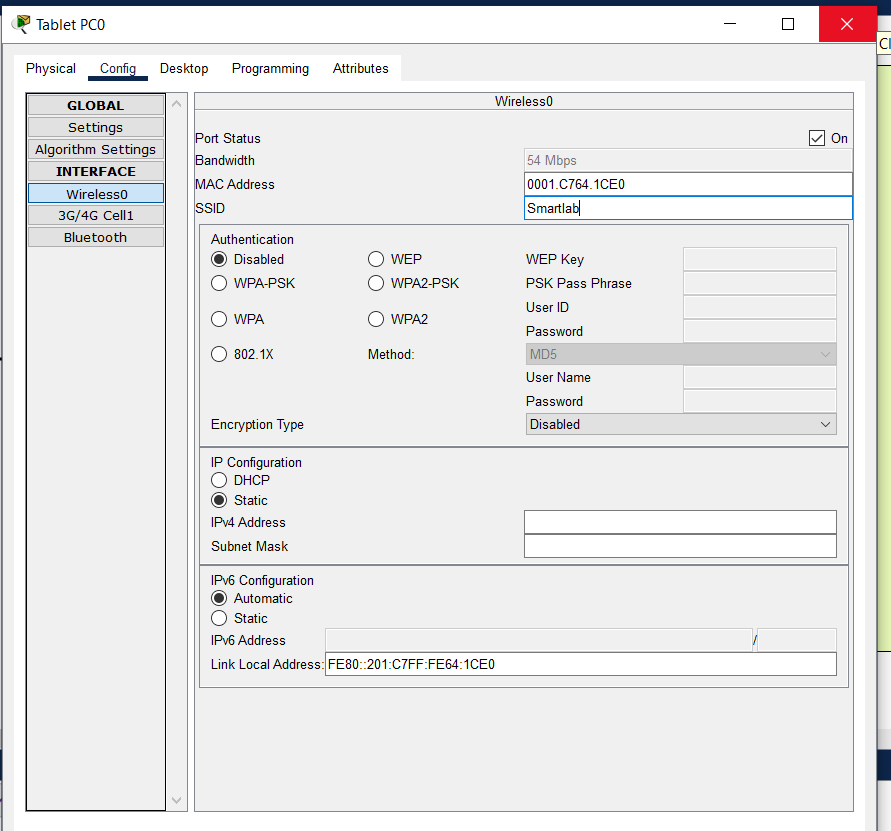 Tablet PC0
Cl
Physical Config Desktop Programming Attributes
GLOBAL
Settings
Algorithm Settings
INTERFACE
Wireless0
3G/4G Cell1
Bluetooth
Wireless0
Port Status On
Bandwidth 54 Mbps
MAC Address 0001.C764.1CE0
SSID Smartlab
Authentication
Disabled WEP WEP Key
WPA-PSK WPA2-PSK PSK Pass Phrase
User ID
WPA WPA2
Password
802.1X Method: MD5
User Name
Password
Encryption Type Disabled
IP Configuration
DHCP
Static
IPv4 Address
Subnet Mask
IPv6 Configuration
Automatic
Static
IPv6 Address /
Link Local Address: FE80::201:C7FF:FE64:1CE0